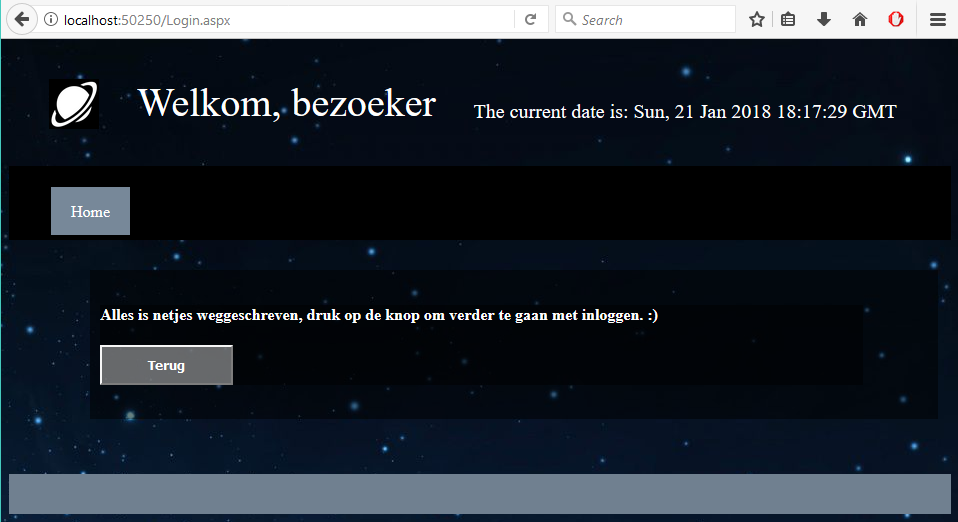 localhost:50250/Login.aspx
Search
Welkom, bezoeker
The current date is: Sun, 21 Jan 2018 18:17:29 GMT
Home
Alles is netjes weggeschreven, druk op de knop om verder te gaan met inloggen. :)
Terug